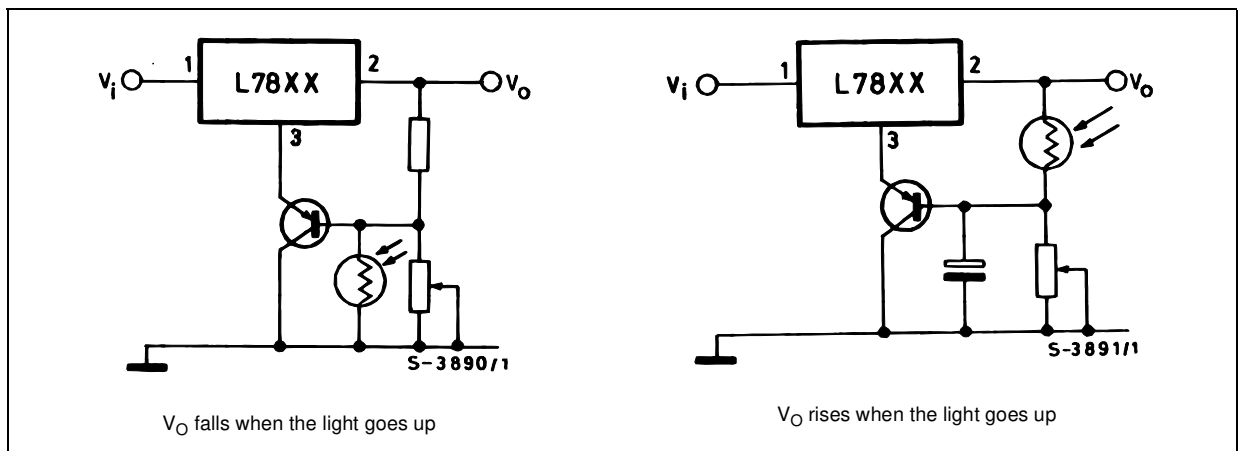 1 L78XX 2
Vi Vo
3
S-3890/1
VO falls when the light goes up
1 L78XX 2
Vi Vo
3
S-3891/1
VO rises when the light goes up